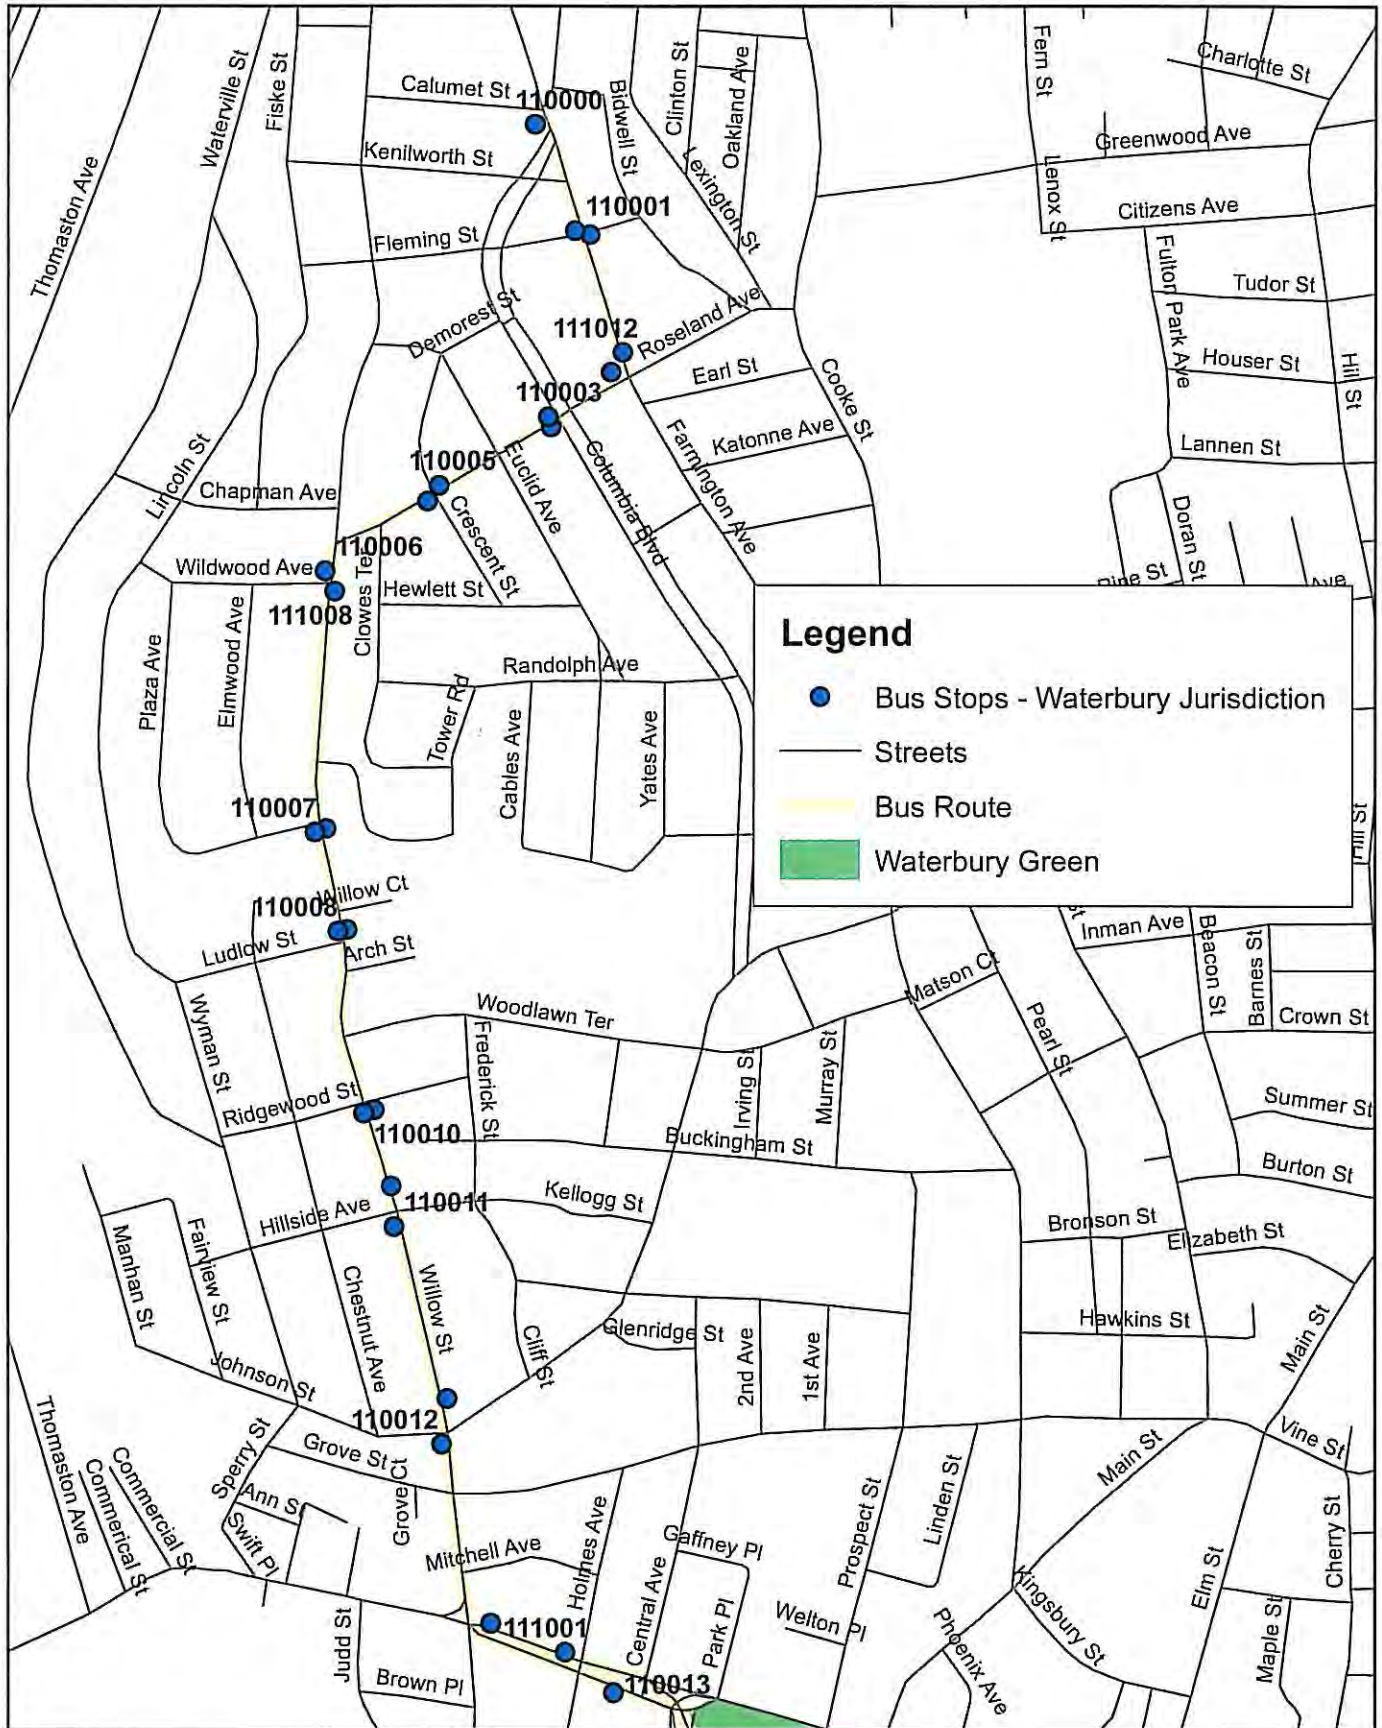 Fern St
Charlotte St
Clinton St
Oakland Ave
Waterville St
Fiske St
Calumet St
110000
Bidwell St
Greenwood Ave
Kenilworth St
Lexington St
Lenox St
Thomaston Ave
110001
Citizens Ave
Fleming St
Fulton Park Ave
Tudor St
Demorest St
111012
Roseland Ave
Houser St
Hill St
Earl St
Cooke St
110003
Farmington Ave
Katonne Ave
Lannen St
Lincoln St
110005
Euclid Ave
Columbia Blvd
Chapman Ave
Crescent St
Doran St
110006
Wildwood Ave
Clowes Ter
Hewlett St
Pine St
Ave
111008
Legend
Bus Stops - Waterbury Jurisdiction
Streets
Bus Route
Waterbury Green
Plaza Ave
Elmwood Ave
Randolph Ave
Tower Rd
Cables Ave
Yates Ave
110007
Hill St
Willow Ct
110008
Ludlow St
Arch St
St
Inman Ave
Beacon St
Barnes St
Matson Ct
Wyman St
Woodlawn Ter
Frederick St
Pearl St
Crown St
Irving St
Murray St
Ridgewood St
110010
Buckingham St
Summer St
Burton St
Kellogg St
110011
Hillside Ave
Bronson St
Elizabeth St
Manhan St
Fairview St
Chestnut Ave
Willow St
Cliff St
Glenridge St
2nd Ave
1st Ave
Hawkins St
Main St
Johnson St
110012
Thomaston Ave
Commerical St
Commercial St
Sperry St
Grove St
Grove Ct
Vine St
Main St
Ann St
Swift Pl
Mitchell Ave
Holmes Ave
Gaffney Pl
Prospect St
Linden St
Elm St
Cherry St
Judd St
111001
Central Ave
Park Pl
Welton Pl
Kingsbury St
Phoenix Ave
Maple St
Brown Pl
110013